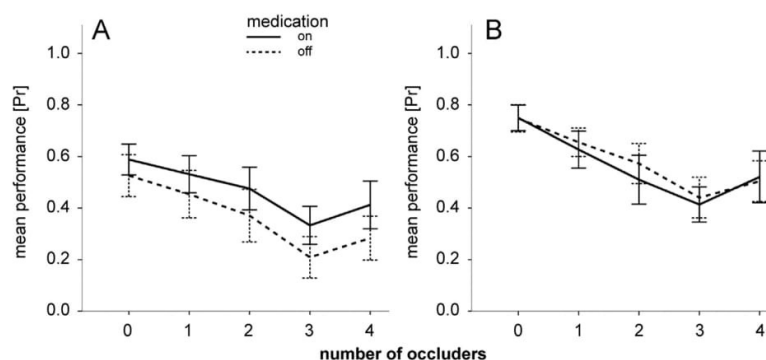 A
medication
on
off
mean performance [Pr]
1.0
0.8
0.6
0.4
0.2
0.0
0 1 2 3 4
B
mean performance [Pr]
1.0
0.8
0.6
0.4
0.2
0.0
0 1 2 3 4
number of occluders